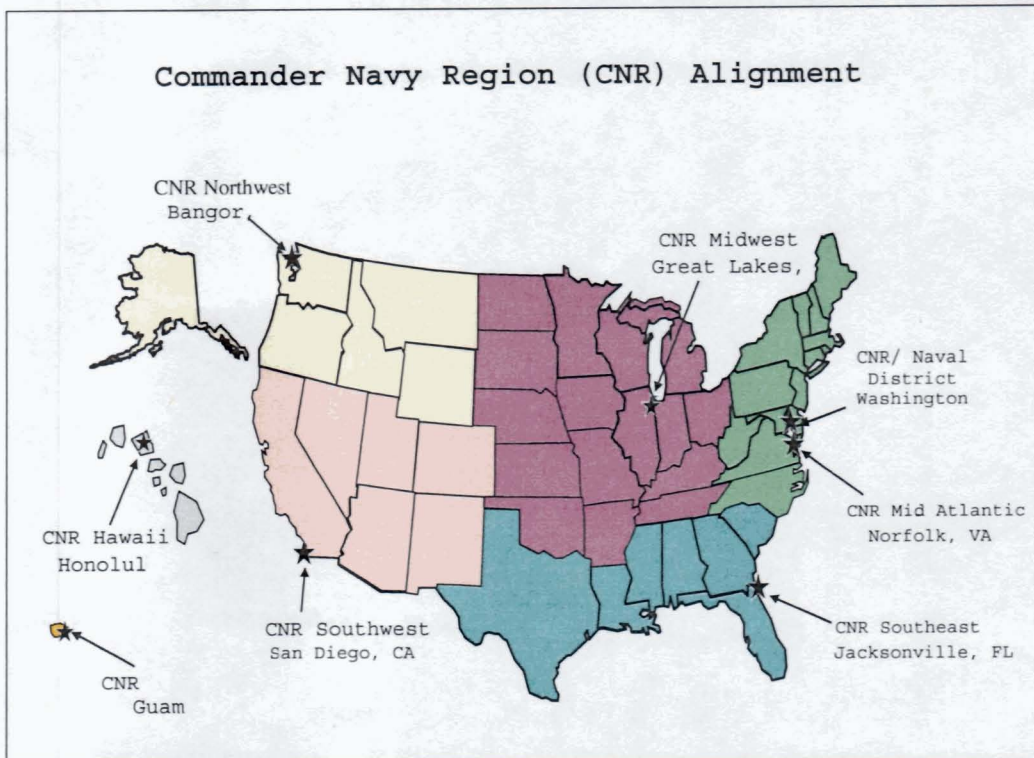 Commander Navy Region (CNR) Alignment
CNR Northwest
Bangor,
CNR Midwest
Great Lakes,
CNR/ Naval
District
Washington
CNR Mid Atlantic
Norfolk, VA
CNR Hawaii
Honolul
CNR Southwest
San Diego, CA
CNR Southeast
Jacksonville, FL
CNR
Guam